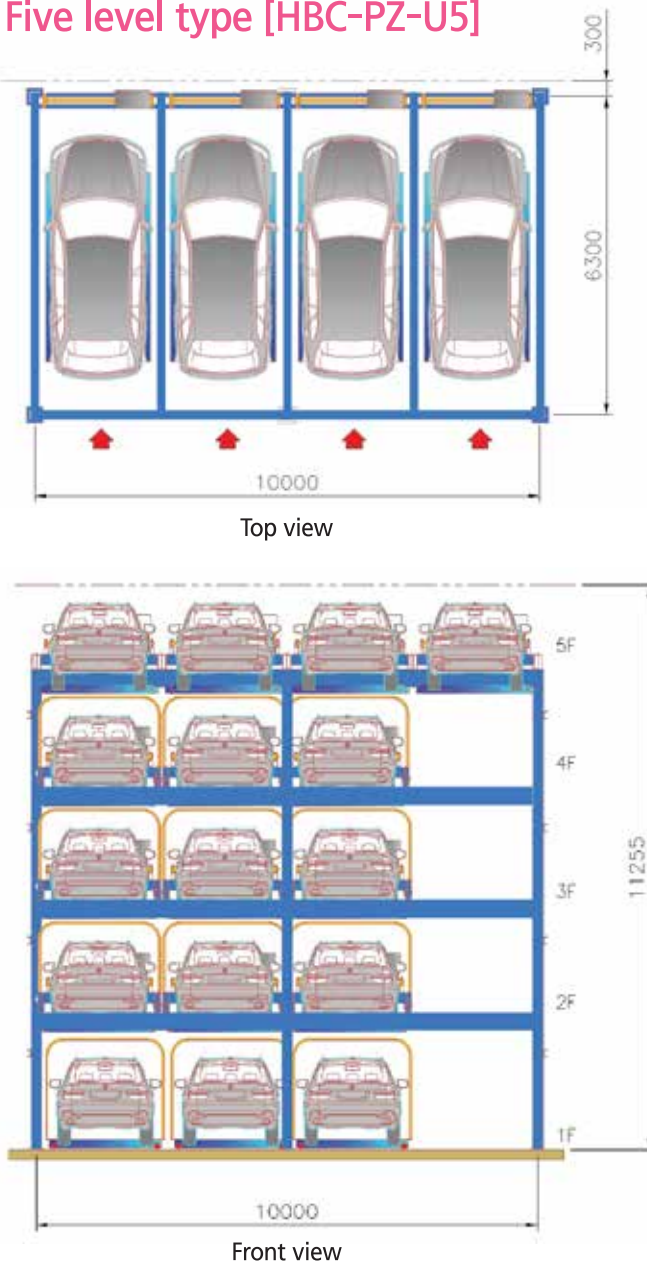 Five level type [HBC-PZ-U5]
300
6300
10000
Top view
5F
4F
11255
3F
2F
1F
10000
Front view